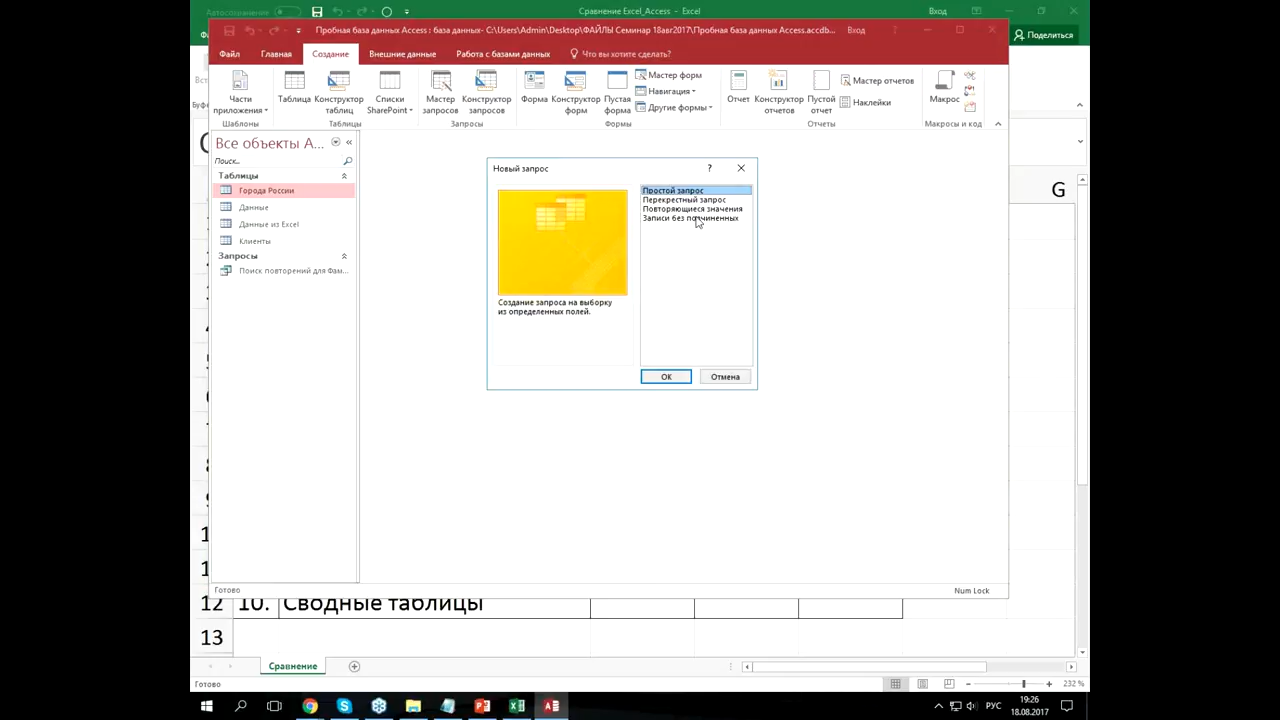 Автосохранение
Сравнение Excel_Access - Excel
Вход
Пробная база данных Access : база данных- C:\Users\Admin\Desktop\ФАЙЛЫ Семинар 18авг2017\Пробная база данных Access.accdb...
Вход
Поделиться
Файл
Главная
Создание
Внешние данные
Работа с базами данных
Что вы хотите сделать?
Части приложения
Таблица
Конструктор таблиц
Списки SharePoint
Мастер запросов
Конструктор запросов
Форма
Конструктор форм
Пустая форма
Мастер форм
Навигация
Другие формы
Отчет
Конструктор отчетов
Пустой отчет
Мастер отчетов
Наклейки
Макрос
Шаблоны
Таблицы
Запросы
Формы
Отчеты
Макросы и код
Все объекты A...
Поиск...
Таблицы
Города России
Данные
Данные из Excel
Клиенты
Запросы
Поиск повторений для Фам...
Новый запрос
?
Простой запрос
Перекрестный запрос
Повторяющиеся значения
Записи без подчиненных
Создание запроса на выборку
из определенных полей.
ОК
Отмена
G
Готово
Num Lock
12 10. Сводные таблицы
13
Сравнение
Готово
232 %
РУС
19:26
18.08.2017